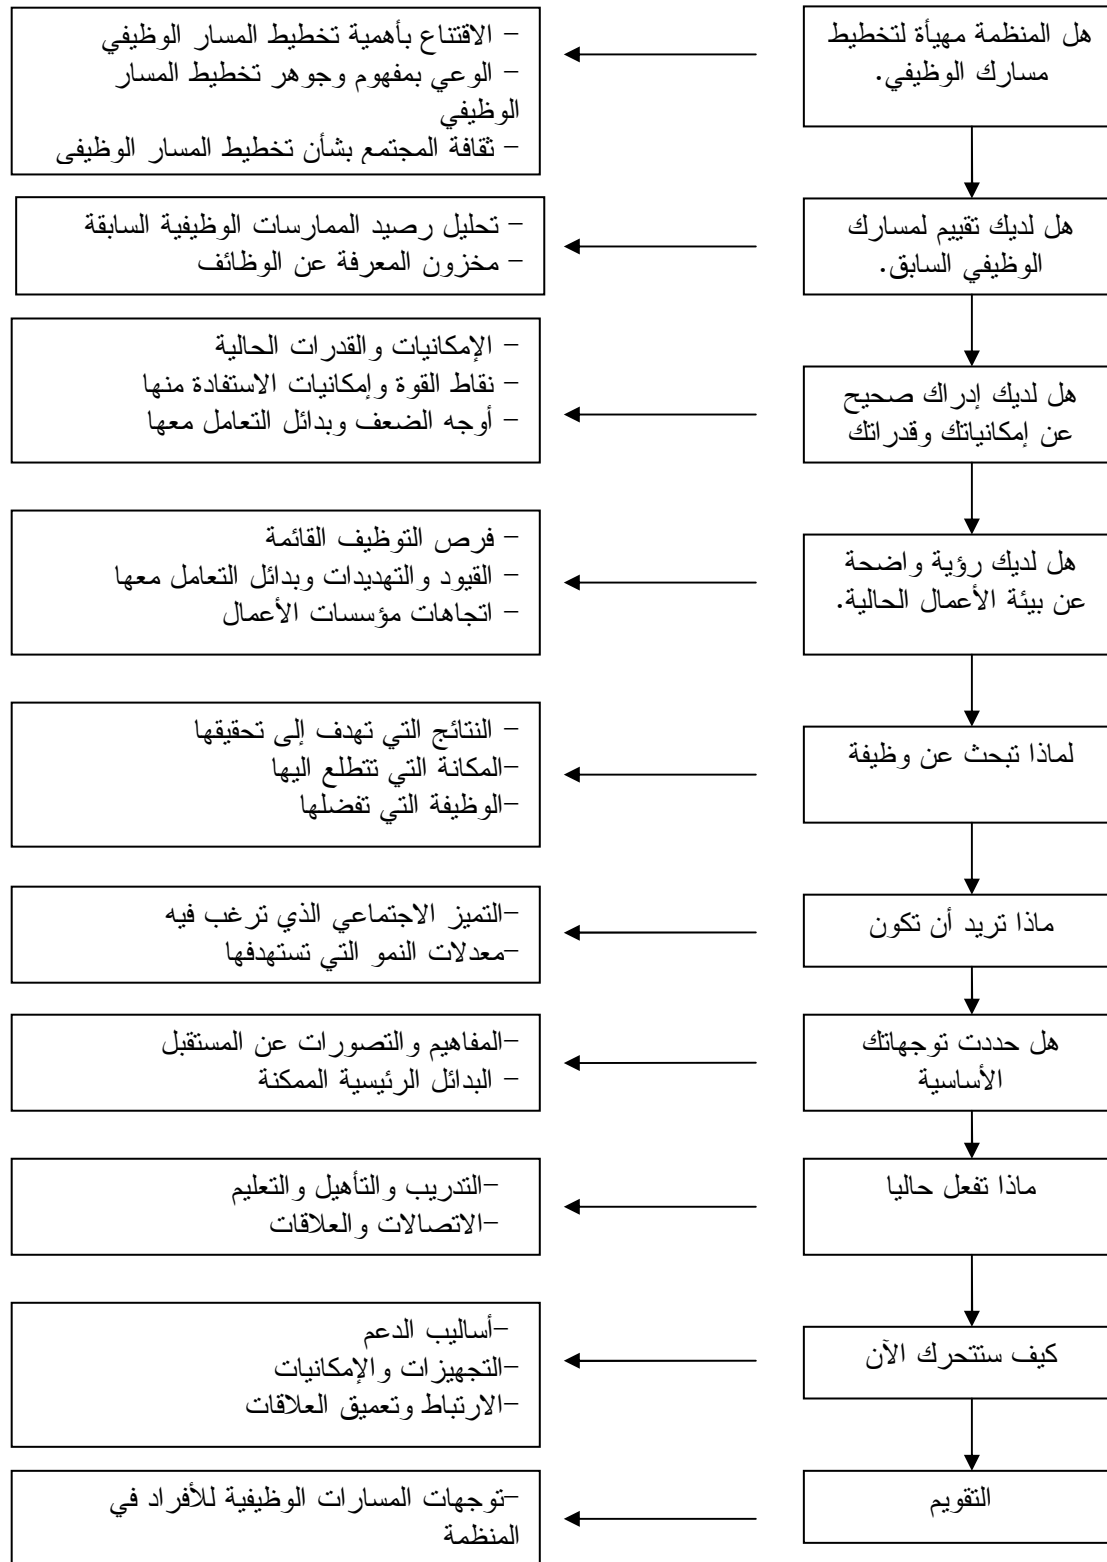 هل المنظمة مهيأة لتخطيط
مسارك الوظيفي.
- الاقتناع بأهمية تخطيط المسار الوظيفي
- الوعي بمفهوم وجوهر تخطيط المسار
الوظيفي
- ثقافة المجتمع بشأن تخطيط المسار الوظيفي
هل لديك تقييم لمسارك
الوظيفي السابق.
- تحليل رصيد الممارسات الوظيفية السابقة
- مخزون المعرفة عن الوظائف
هل لديك إدراك صحيح
عن إمكانياتك وقدراتك
- الإمكانيات والقدرات الحالية
- نقاط القوة وإمكانيات الاستفادة منها
- أوجه الضعف وبدائل التعامل معها
هل لديك رؤية واضحة
عن بيئة الأعمال الحالية.
- فرص التوظيف القائمة
- القيود والتهديدات وبدائل التعامل معها
- اتجاهات مؤسسات الأعمال
لماذا تبحث عن وظيفة
- النتائج التي تهدف إلى تحقيقها
-المكانة التي تتطلع اليها
-الوظيفة التي تفضلها
ماذا تريد أن تكون
-التميز الاجتماعي الذي ترغب فيه
-معدلات النمو التي تستهدفها
هل حددت توجهاتك
الأساسية
-المفاهيم والتصورات عن المستقبل
- البدائل الرئيسية الممكنة
ماذا تفعل حاليا
-التدريب والتأهيل والتعليم
-الاتصالات والعلاقات
كيف ستتحرك الآن
-أساليب الدعم
-التجهيزات والإمكانيات
-الارتباط وتعميق العلاقات
التقويم
-توجهات المسارات الوظيفية للأفراد في
المنظمة